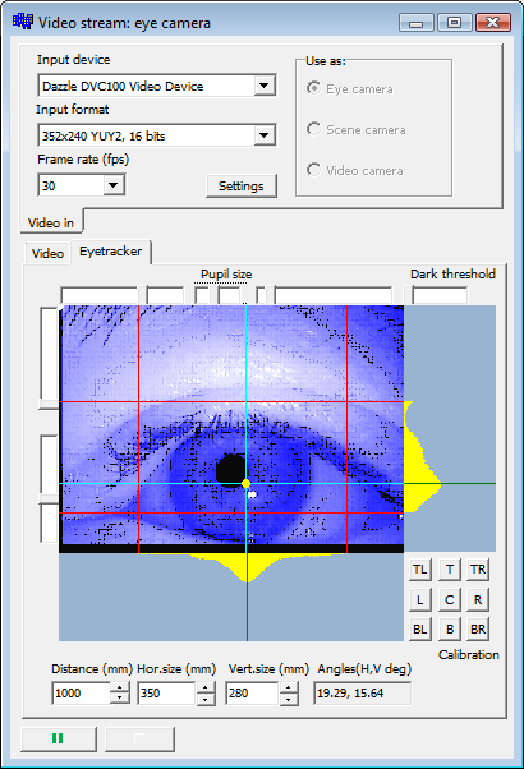 Video stream: eye camera
Input device
Use as:
Dazzle DVC100 Video Device
Eye camera
Input format
352x240 YUY2, 16 bits
Scene camera
Frame rate (fps)
30
Settings
Video camera
Video in
Video
Eyetracker
Pupil size
Dark threshold
TL
T
TR
L
C
R
BL
B
BR
Calibration
Distance (mm)
Hor.size (mm)
Vert.size (mm)
Angles(H,V deg)
1000
350
280
19.29, 15.64